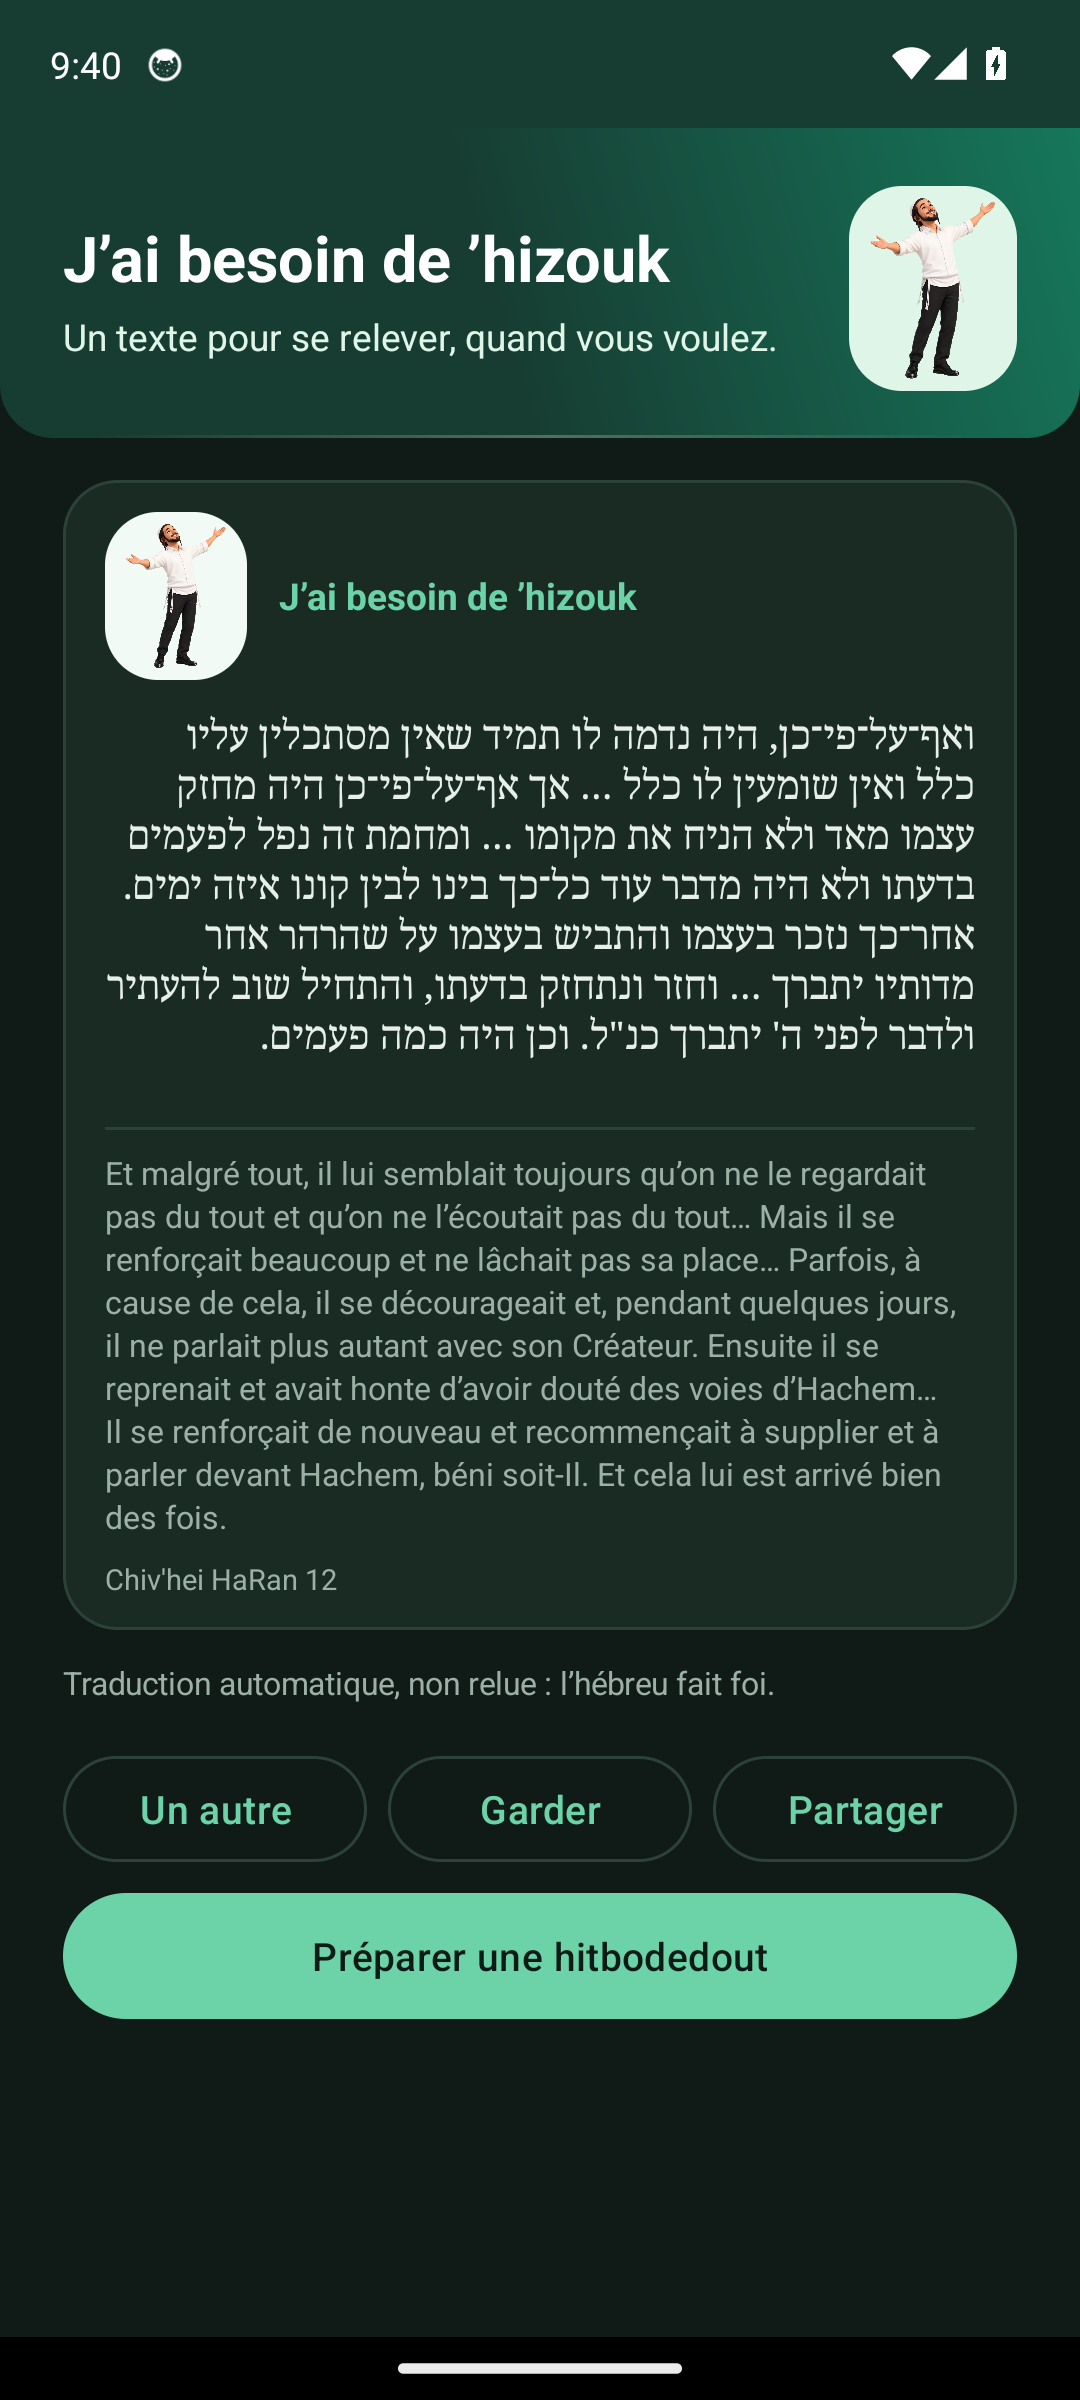 9:40
J’ai besoin de ’hizouk
Un texte pour se relever, quand vous voulez.
J’ai besoin de ’hizouk
ואף־על־פי־כן, היה נדמה לו תמיד שאין מסתכלין עליו
כלל ואין שומעין לו כלל ... אך אף־על־פי־כן היה מחזק
עצמו מאד ולא הניח את מקומו ... ומחמת זה נפל לפעמים
בדעתו ולא היה מדבר עוד כל־כך בינו לבין קונו איזה ימים.
אחר־כך נזכר בעצמו והתביש בעצמו על שהרהר אחר
מדותיו יתברך ... וחזר ונתחזק בדעתו, והתחיל שוב להעתיר
ולדבר לפני ה' יתברך כנ"ל. וכן היה כמה פעמים.
Et malgré tout, il lui semblait toujours qu’on ne le regardait
pas du tout et qu’on ne l’écoutait pas du tout… Mais il se
renforçait beaucoup et ne lâchait pas sa place… Parfois, à
cause de cela, il se décourageait et, pendant quelques jours,
il ne parlait plus autant avec son Créateur. Ensuite il se
reprenait et avait honte d’avoir douté des voies d’Hachem…
Il se renforçait de nouveau et recommençait à supplier et à
parler devant Hachem, béni soit-Il. Et cela lui est arrivé bien
des fois.
Chiv'hei HaRan 12
Traduction automatique, non relue : l’hébreu fait foi.
Un autre
Garder
Partager
Préparer une hitbodedout